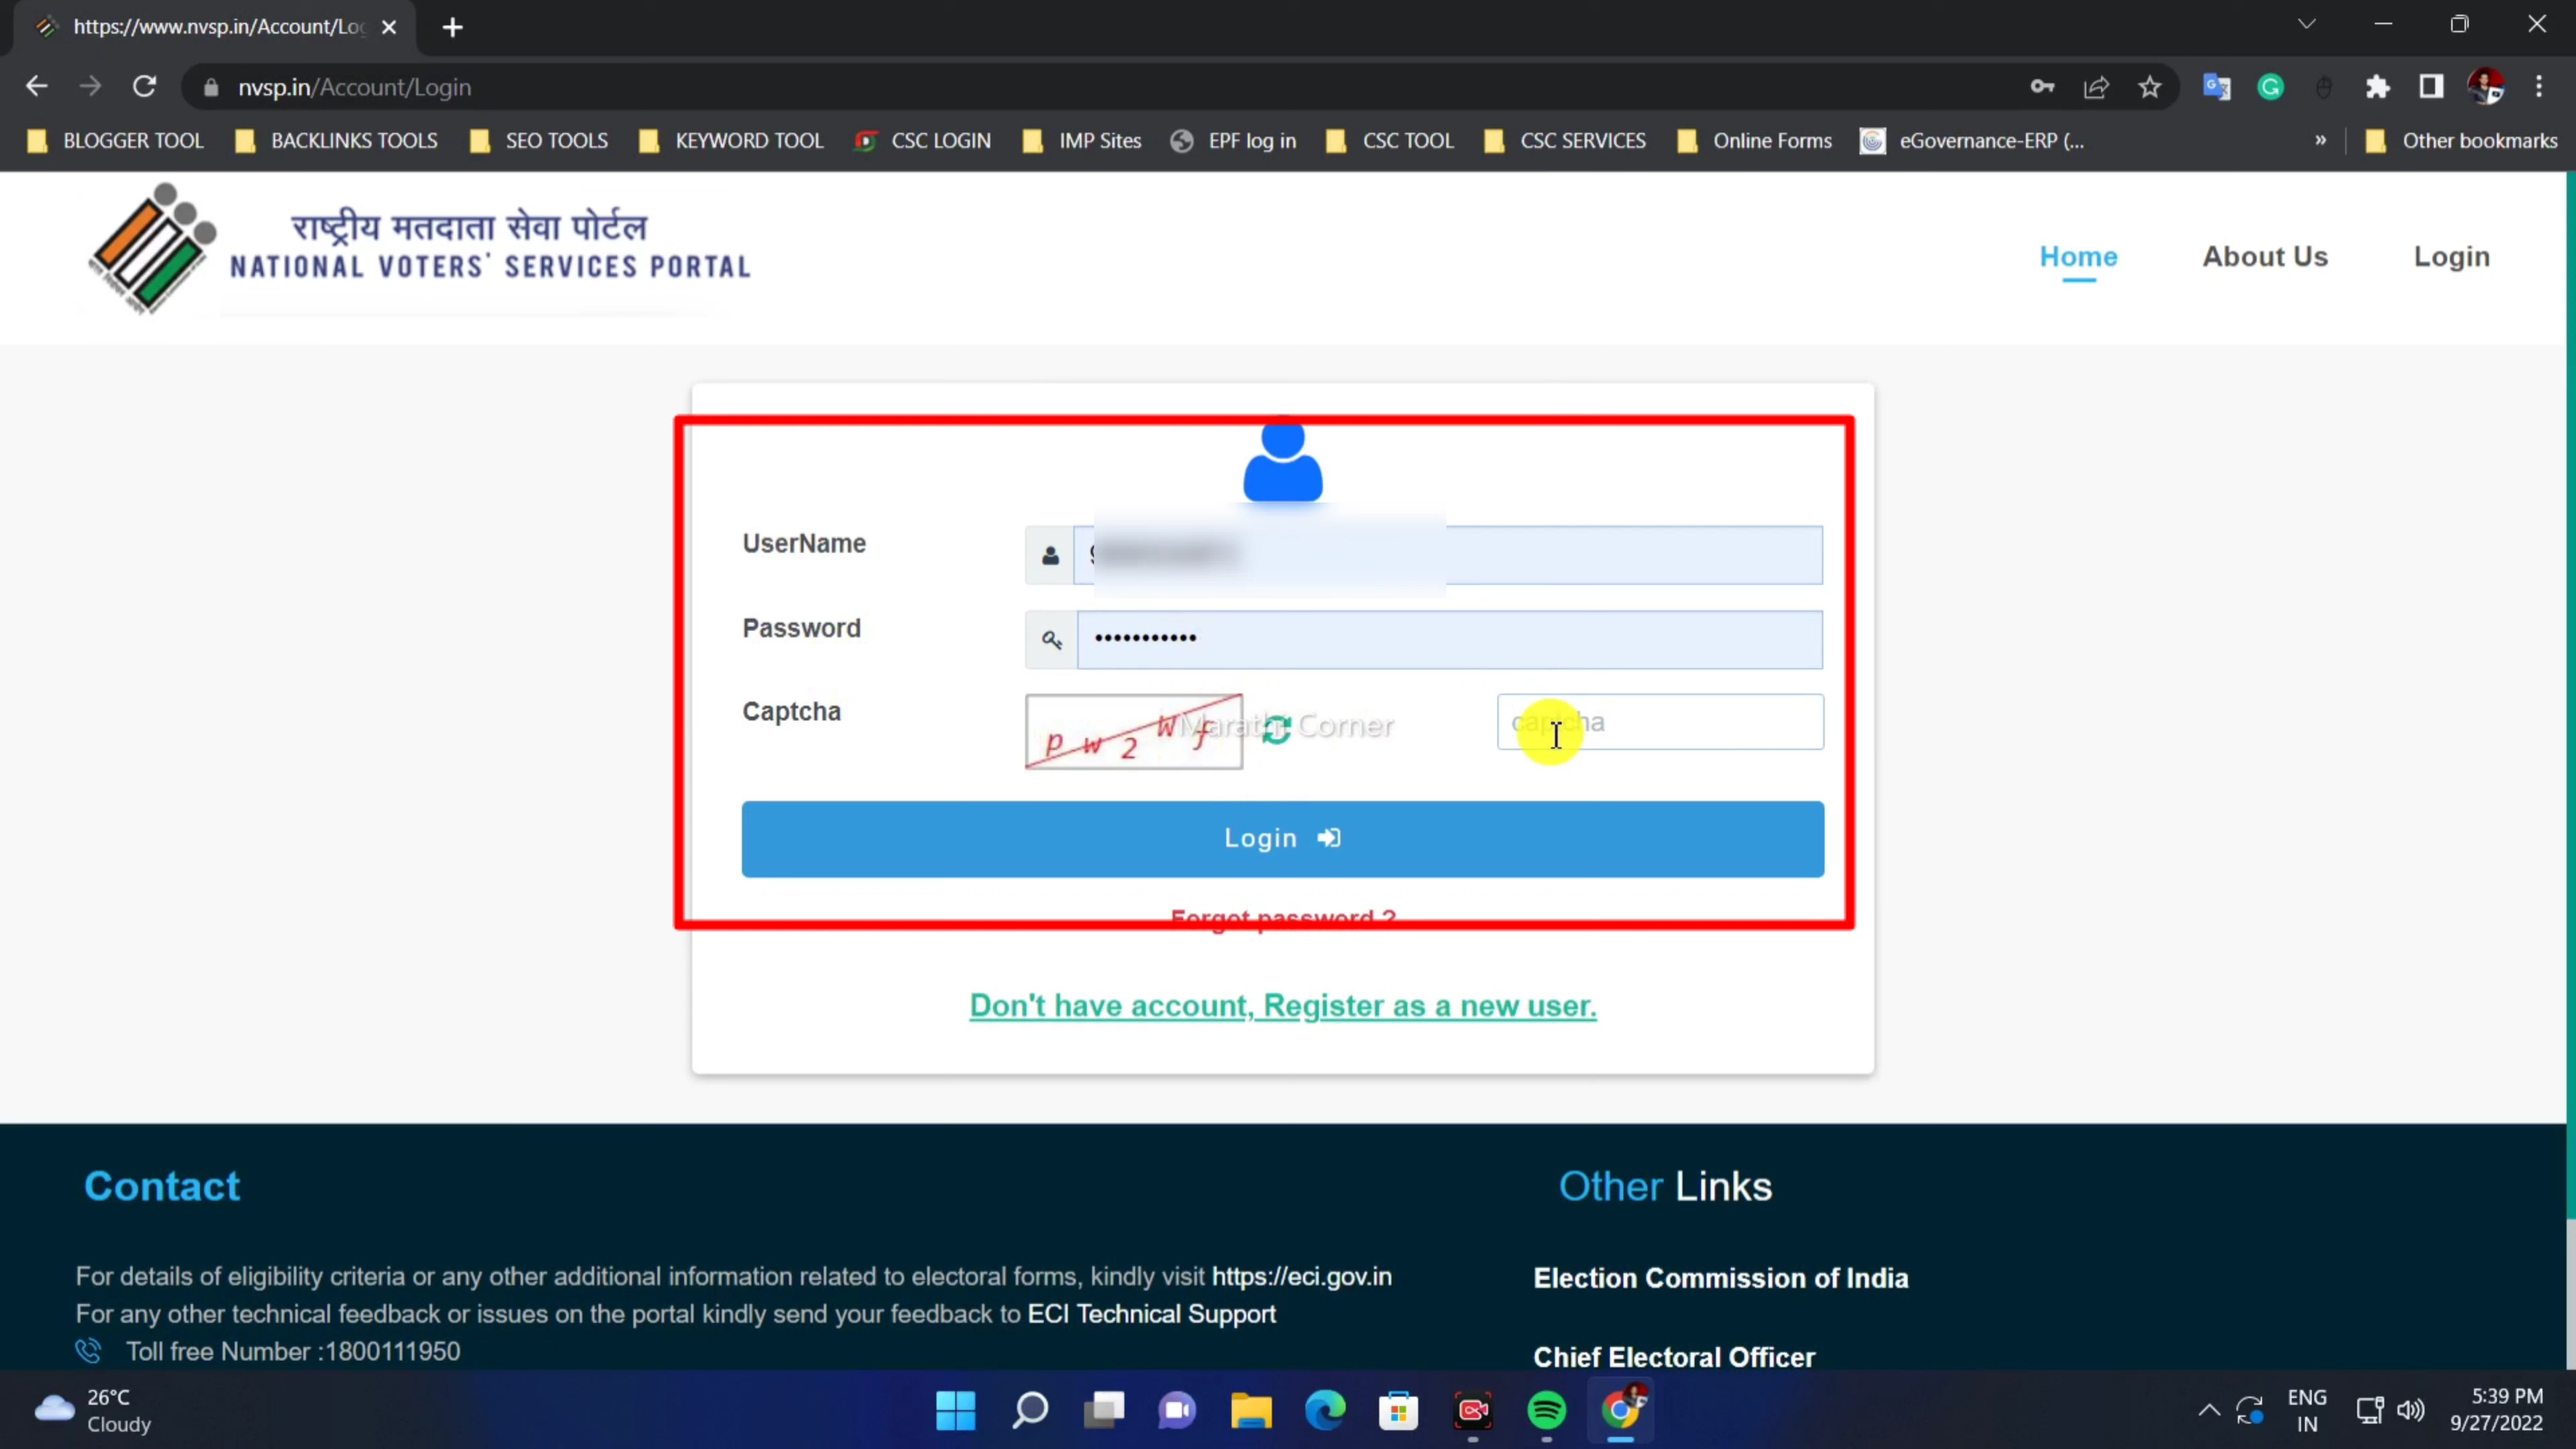 https://www.nvsp.in/Account/Log
nvsp.in/Account/Login
BLOGGER TOOL BACKLINKS TOOLS SEO TOOLS KEYWORD TOOL CSC LOGIN IMP Sites EPF log in CSC TOOL CSC SERVICES Online Forms eGovernance-ERP (... » Other bookmarks
राष्ट्रीय मतदाता सेवा पोर्टल
NATIONAL VOTERS' SERVICES PORTAL
Home About Us Login
UserName 9
Password
Captcha p w 2 W f Marathi Corner captcha
Login
Forgot password ?
Don't have account, Register as a new user.
Contact
Other Links
For details of eligibility criteria or any other additional information related to electoral forms, kindly visit https://eci.gov.in
For any other technical feedback or issues on the portal kindly send your feedback to ECI Technical Support
Toll free Number :1800111950
Election Commission of India
Chief Electoral Officer
26°C
Cloudy
ENG
IN
5:39 PM
9/27/2022